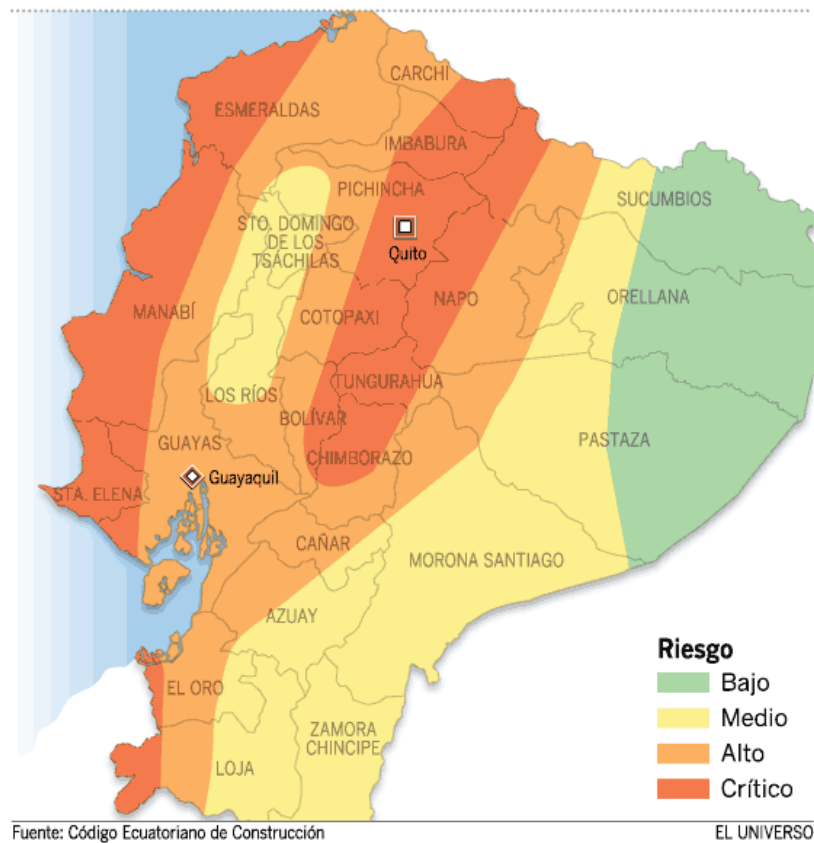 CARCHI
ESMERALDAS
IMBABURA
PICHINCHA
SUCUMBIOS
STO. DOMINGO
DE LOS
TSÁCHILAS
Quito
ORELLANA
NAPO
MANABÍ
COTOPAXI
TUNGURAHUA
LOS RÍOS
BOLÍVAR
GUAYAS
PASTAZA
CHIMBORAZO
Guayaquil
STA. ELENA
CAÑAR
MORONA SANTIAGO
AZUAY
EL ORO
ZAMORA
CHINCIPE
LOJA
Riesgo
Bajo
Medio
Alto
Crítico
Fuente: Código Ecuatoriano de Construcción
EL UNIVERSO